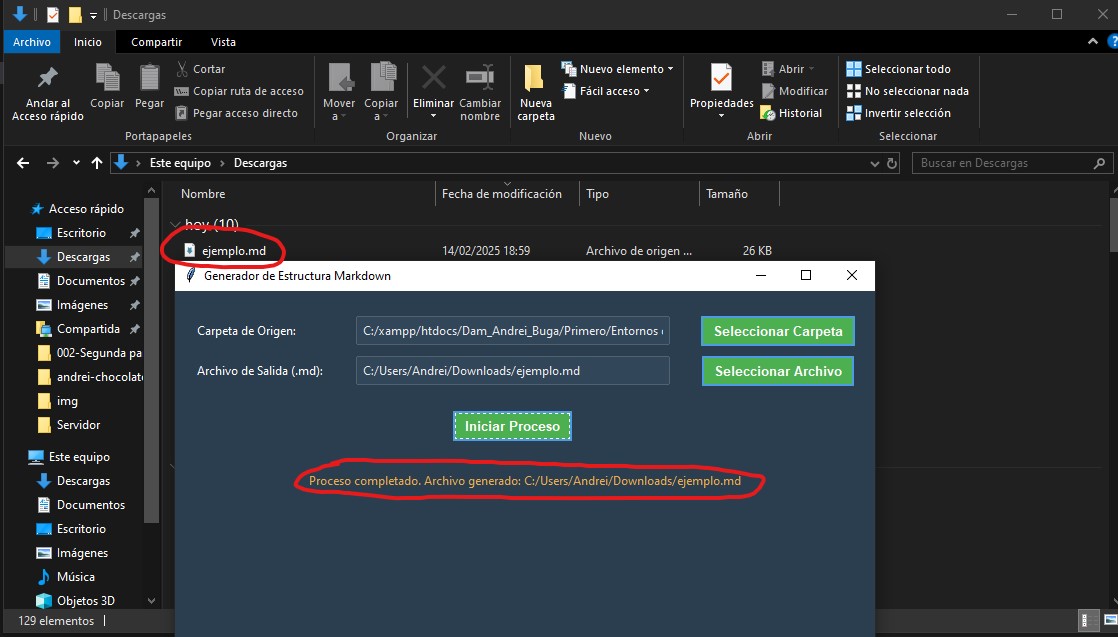 Descargas
Archivo Inicio Compartir Vista
Anclar al
Acceso rápido
Copiar
Pegar
Cortar
Copiar ruta de acceso
Pegar acceso directo
Portapapeles
Mover
a
Copiar
a
Eliminar
Cambiar
nombre
Organizar
Nueva
carpeta
Nuevo elemento
Fácil acceso
Nuevo
Propiedades
Abrir
Modificar
Historial
Abrir
Seleccionar todo
No seleccionar nada
Invertir selección
Seleccionar
Este equipo > Descargas
Buscar en Descargas
Acceso rápido
Escritorio
Descargas
Documentos
Imágenes
Compartida
002-Segunda pa
andrei-chocolate
img
Servidor
Este equipo
Descargas
Documentos
Escritorio
Imágenes
Música
Objetos 3D
Nombre Fecha de modificación Tipo Tamaño
hoy (10)
ejemplo.md 14/02/2025 18:59 Archivo de origen ... 26 KB
Generador de Estructura Markdown
Carpeta de Origen: C:/xampp/htdocs/Dam_Andrei_Buga/Primero/Entornos Seleccionar Carpeta
Archivo de Salida (.md): C:/Users/Andrei/Downloads/ejemplo.md Seleccionar Archivo
Iniciar Proceso
Proceso completado. Archivo generado: C:/Users/Andrei/Downloads/ejemplo.md
129 elementos